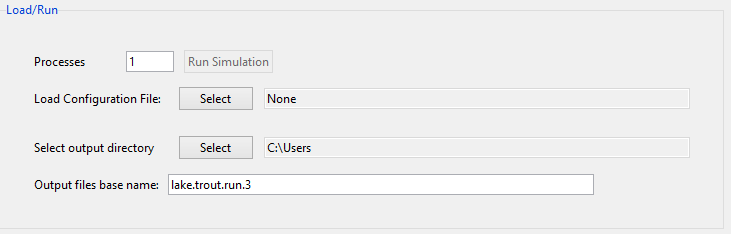 Load/Run
Processes 1 Run Simulation
Load Configuration File: Select None
Select output directory Select C:\Users
Output files base name: lake.trout.run.3